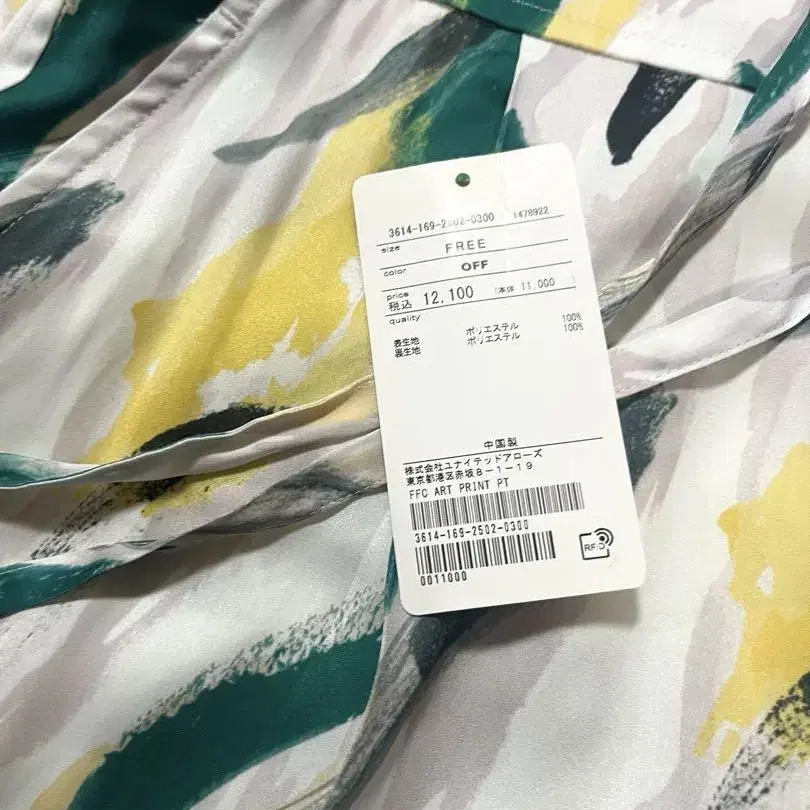 3614-169-2502-0300 1478922
size FREE
color OFF
price
税込 12,100 (本体 11,000 )
quality
表生地 ポリエステル 100%
裏生地 ポリエステル 100%
中国製
株式会社ユナイテッドアローズ
東京都港区赤坂8-1-19
FFC ART PRINT PT
3614-169-2502-0300
0011000
RFID